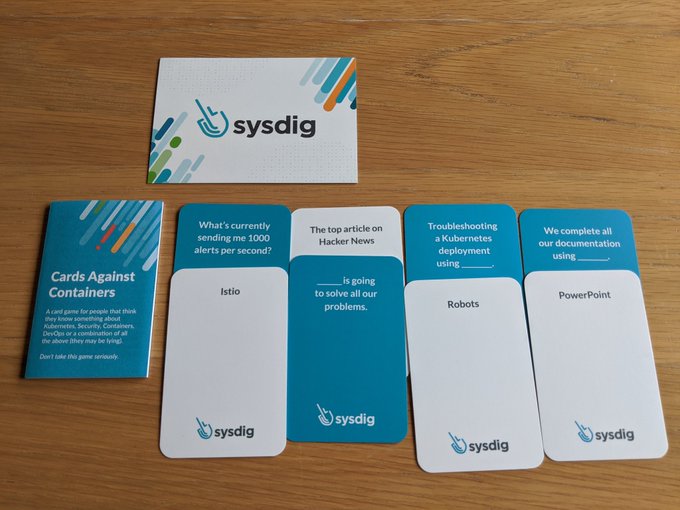 sysdig
Cards Against
Containers
A card game for people that think
they know something about
Kubernetes, Security, Containers,
DevOps or a combination of all
the above (they may be lying).
Don't take this game seriously.
What's currently
sending me 1000
alerts per second?
Istio
sysdig
The top article on
Hacker News
_____ is going
to solve all our
problems.
sysdig
Troubleshooting
a Kubernetes
deployment
using ______.
Robots
sysdig
We complete all
our documentation
using ______.
PowerPoint
sysdig